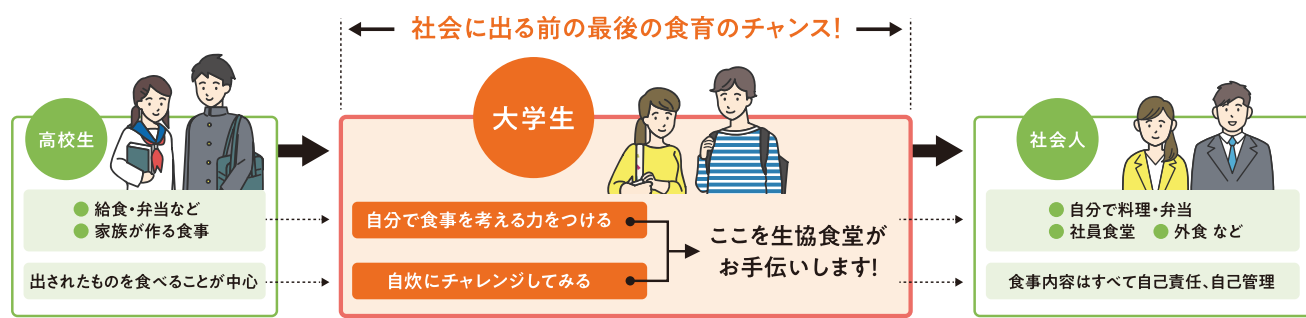 社会に出る前の最後の食育のチャンス!
高校生
● 給食・弁当など
● 家族が作る食事
出されたものを食べることが中心
大学生
自分で食事を考える力をつける
自炊にチャレンジしてみる
ここを生協食堂が
お手伝いします!
社会人
● 自分で料理・弁当
● 社員食堂 ● 外食 など
食事内容はすべて自己責任、自己管理